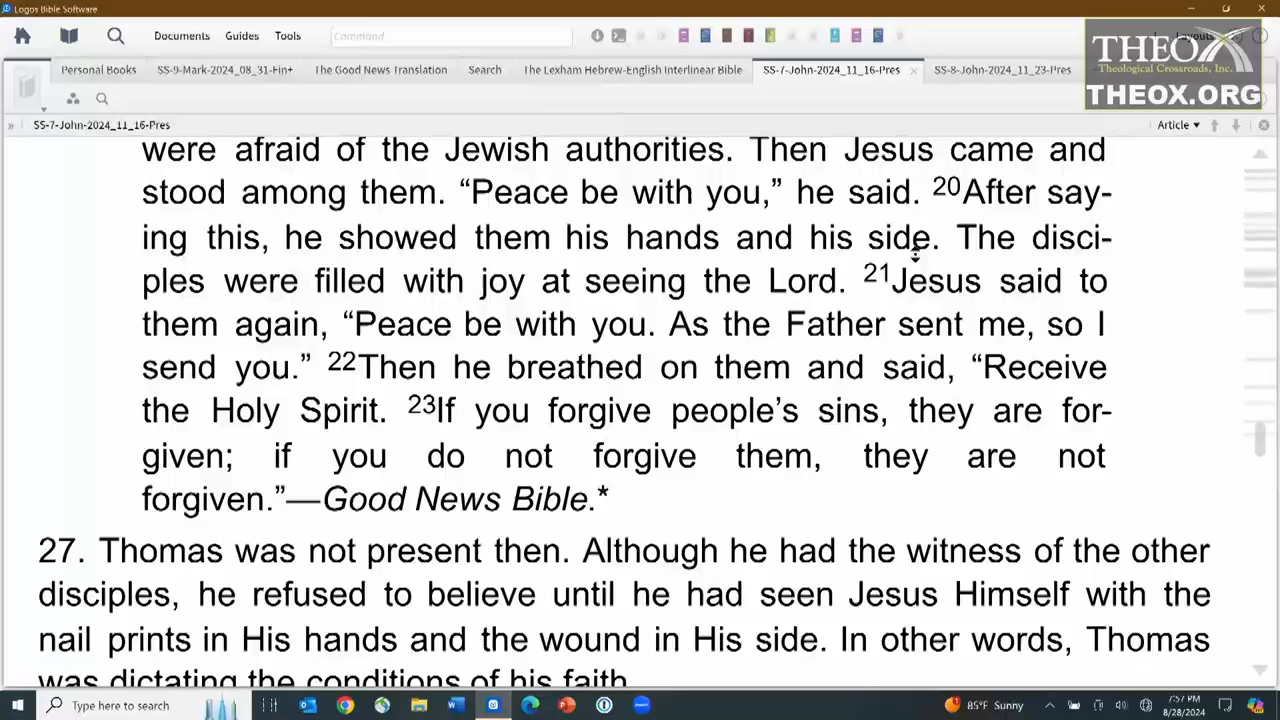 Logos Bible Software
Documents Guides Tools Command
THEOX
Theological Crossroads, Inc.
THEOX.ORG
Personal Books SS-9-Mark-2024_08_31-Fin+ The Good News The Lexham Hebrew-English Interlinear Bible SS-7-John-2024_11_16-Pres SS-8-John-2024_11_23-Pres
SS-7-John-2024_11_16-Pres Article
were afraid of the Jewish authorities. Then Jesus came and
stood among them. “Peace be with you,” he said. 20After say-
ing this, he showed them his hands and his side. The disci-
ples were filled with joy at seeing the Lord. 21Jesus said to
them again, “Peace be with you. As the Father sent me, so I
send you.” 22Then he breathed on them and said, “Receive
the Holy Spirit. 23If you forgive people’s sins, they are for-
given; if you do not forgive them, they are not
forgiven.”—Good News Bible.*
27. Thomas was not present then. Although he had the witness of the other
disciples, he refused to believe until he had seen Jesus Himself with the
nail prints in His hands and the wound in His side. In other words, Thomas
was dictating the conditions of his faith
Type here to search 85°F Sunny 7:57 PM
8/28/2024